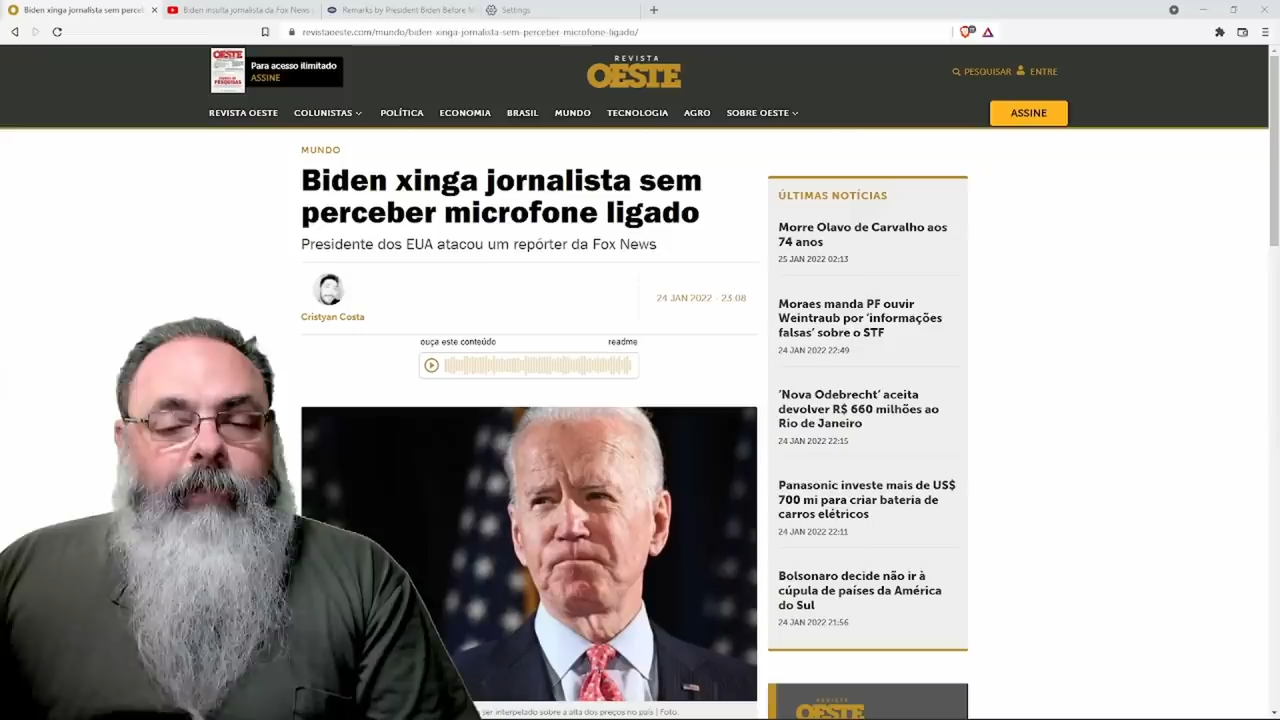 Biden xinga jornalista sem perceb
Biden insulta jornalista da Fox News
Remarks by President Biden Before M
Settings
revistaoeste.com/mundo/biden-xinga-jornalista-sem-perceber-microfone-ligado/
OESTE
Para acesso ilimitado
ASSINE
REVISTA
OESTE
PESQUISAR
ENTRE
REVISTA OESTE
COLUNISTAS
POLÍTICA
ECONOMIA
BRASIL
MUNDO
TECNOLOGIA
AGRO
SOBRE OESTE
ASSINE
MUNDO
Biden xinga jornalista sem
perceber microfone ligado
Presidente dos EUA atacou um repórter da Fox News
Cristyan Costa
24 JAN 2022 - 23:08
ouça este conteúdo
readme
ser interpelado sobre a alta dos preços no país | Foto:
ÚLTIMAS NOTÍCIAS
Morre Olavo de Carvalho aos
74 anos
25 JAN 2022 02:13
Moraes manda PF ouvir
Weintraub por ‘informações
falsas’ sobre o STF
24 JAN 2022 22:49
‘Nova Odebrecht’ aceita
devolver R$ 660 milhões ao
Rio de Janeiro
24 JAN 2022 22:15
Panasonic investe mais de US$
700 mi para criar bateria de
carros elétricos
24 JAN 2022 22:11
Bolsonaro decide não ir à
cúpula de países da América
do Sul
24 JAN 2022 21:56
REVISTA
OESTE